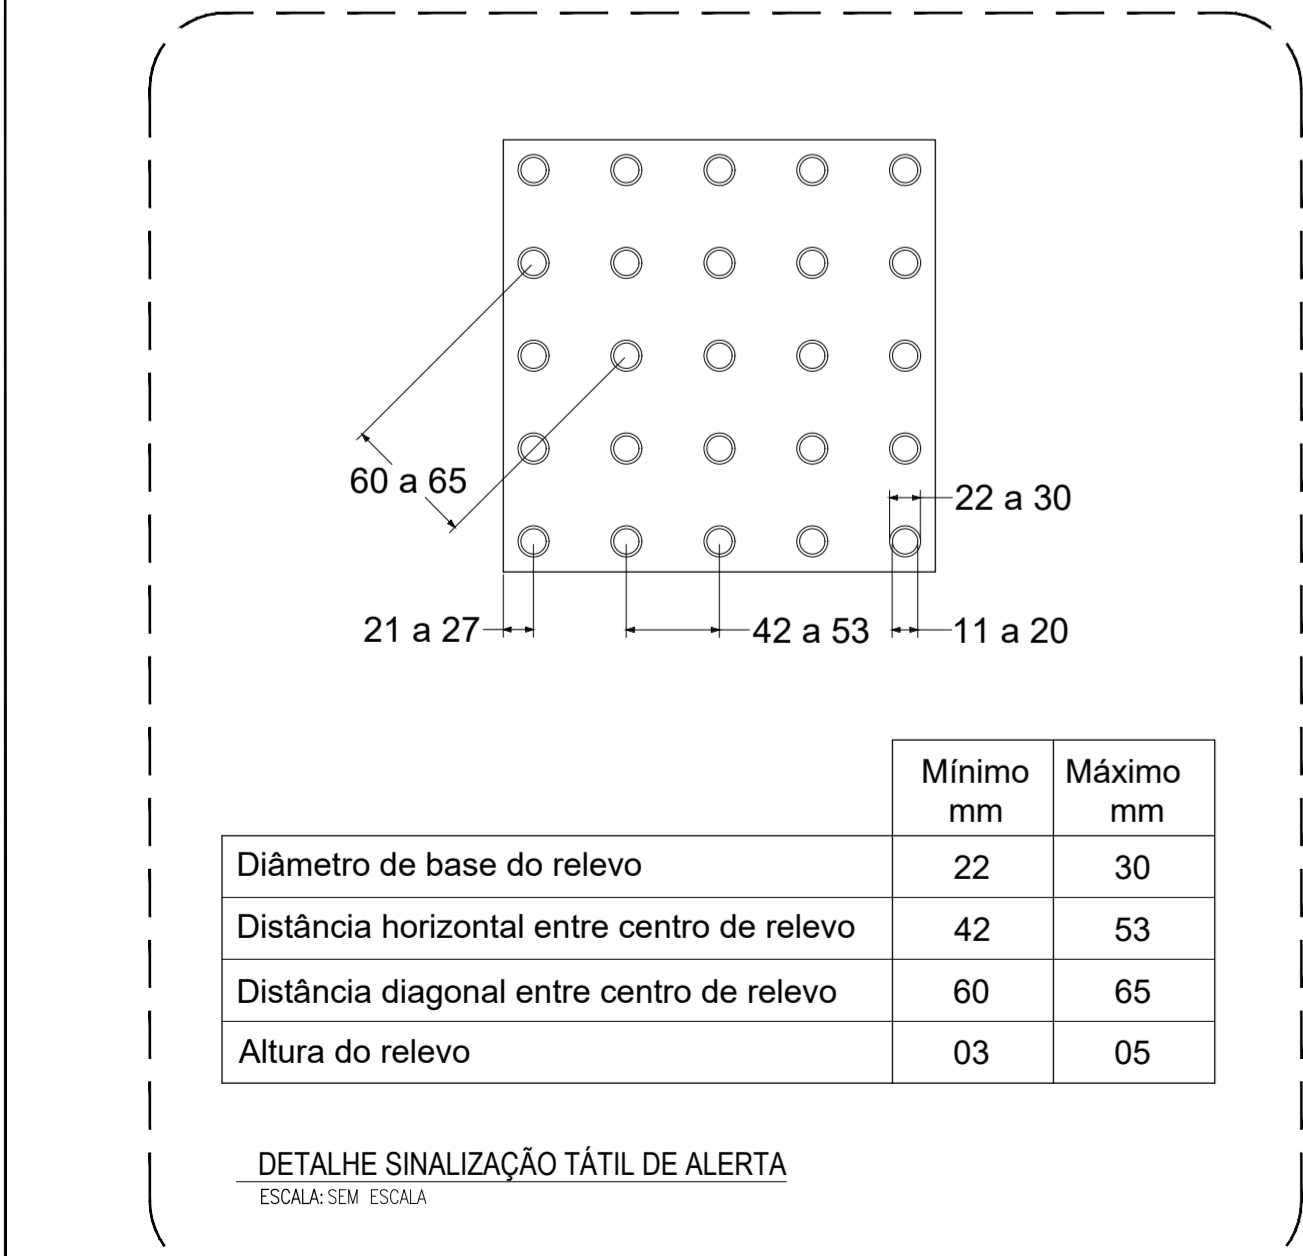 60 a 65
22 a 30
21 a 27
42 a 53
11 a 20
Mínimo mm
Máximo mm
Diâmetro de base do relevo 22 30
Distância horizontal entre centro de relevo 42 53
Distância diagonal entre centro de relevo 60 65
Altura do relevo 03 05
DETALHE SINALIZAÇÃO TÁTIL DE ALERTA
ESCALA: SEM ESCALA